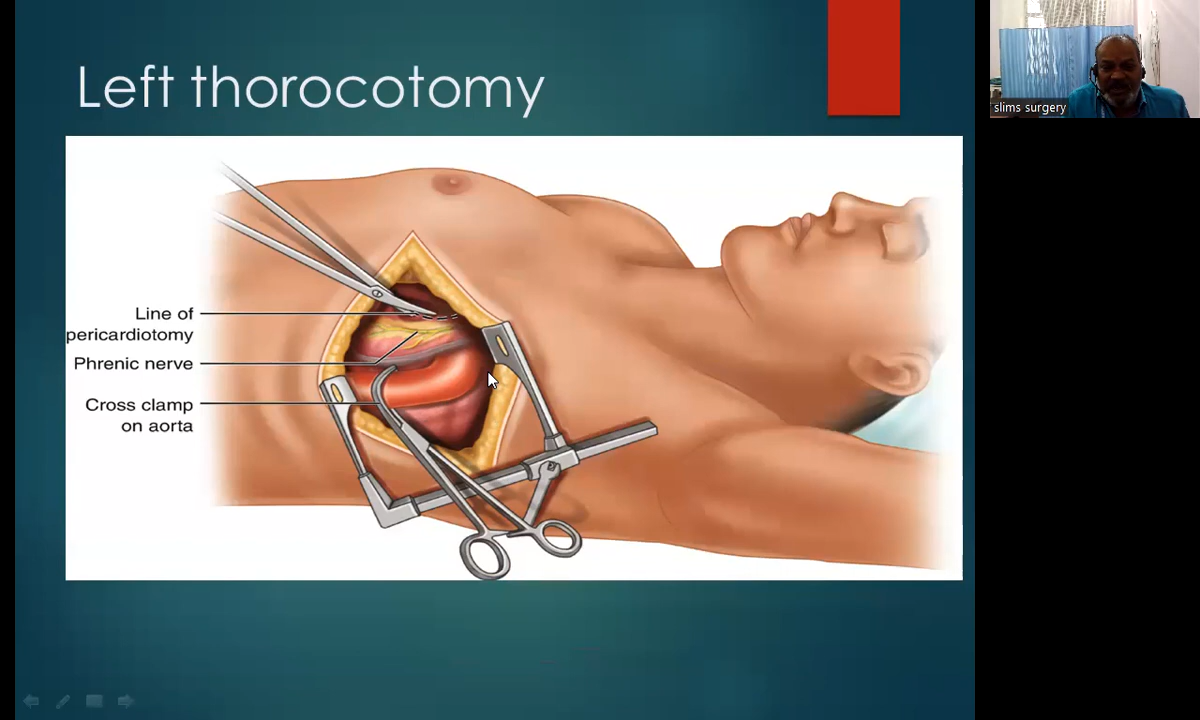 Left thorocotomy
Line of
pericardiotomy
Phrenic nerve
Cross clamp
on aorta
slims surgery